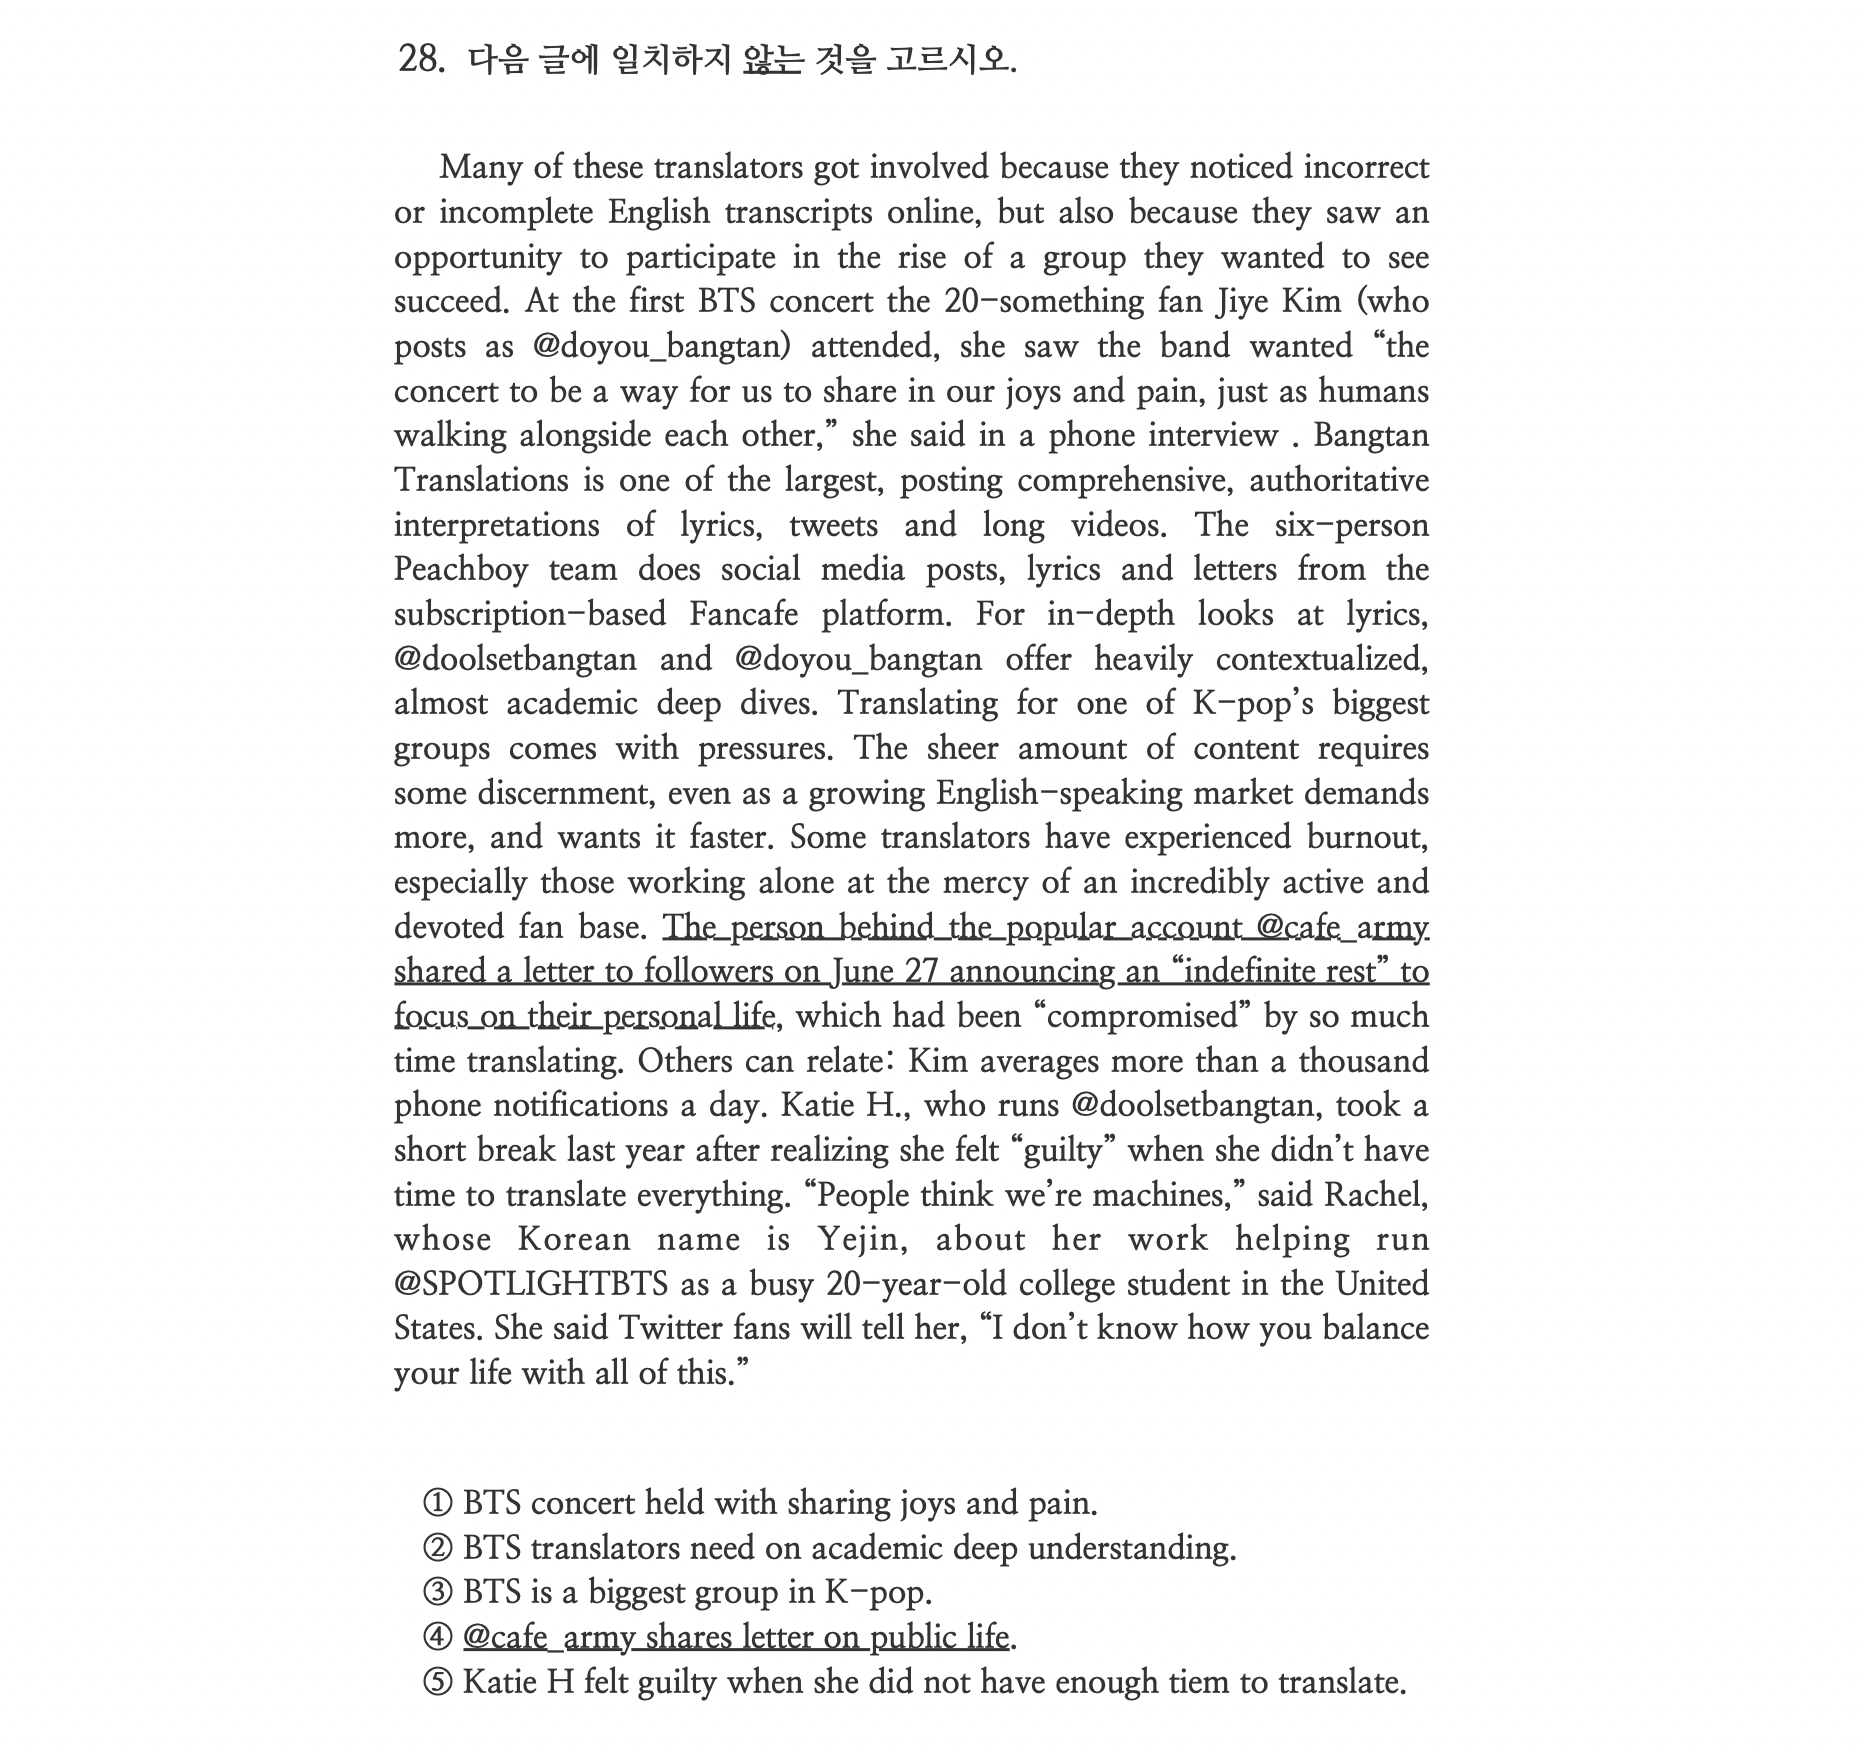 28. 다음 글에 일치하지 않는 것을 고르시오.
Many of these translators got involved because they noticed incorrect
or incomplete English transcripts online, but also because they saw an
opportunity to participate in the rise of a group they wanted to see
succeed. At the first BTS concert the 20-something fan Jiye Kim (who
posts as @doyou_bangtan) attended, she saw the band wanted “the
concert to be a way for us to share in our joys and pain, just as humans
walking alongside each other,” she said in a phone interview . Bangtan
Translations is one of the largest, posting comprehensive, authoritative
interpretations of lyrics, tweets and long videos. The six-person
Peachboy team does social media posts, lyrics and letters from the
subscription-based Fancafe platform. For in-depth looks at lyrics,
@doolsetbangtan and @doyou_bangtan offer heavily contextualized,
almost academic deep dives. Translating for one of K-pop’s biggest
groups comes with pressures. The sheer amount of content requires
some discernment, even as a growing English-speaking market demands
more, and wants it faster. Some translators have experienced burnout,
especially those working alone at the mercy of an incredibly active and
devoted fan base. The person behind the popular account @cafe_army
shared a letter to followers on June 27 announcing an “indefinite rest” to
focus on their personal life, which had been “compromised” by so much
time translating. Others can relate: Kim averages more than a thousand
phone notifications a day. Katie H., who runs @doolsetbangtan, took a
short break last year after realizing she felt “guilty” when she didn’t have
time to translate everything. “People think we’re machines,” said Rachel,
whose Korean name is Yejin, about her work helping run
@SPOTLIGHTBTS as a busy 20-year-old college student in the United
States. She said Twitter fans will tell her, “I don’t know how you balance
your life with all of this.”
① BTS concert held with sharing joys and pain.
② BTS translators need on academic deep understanding.
③ BTS is a biggest group in K-pop.
④ @cafe_army shares letter on public life.
⑤ Katie H felt guilty when she did not have enough tiem to translate.